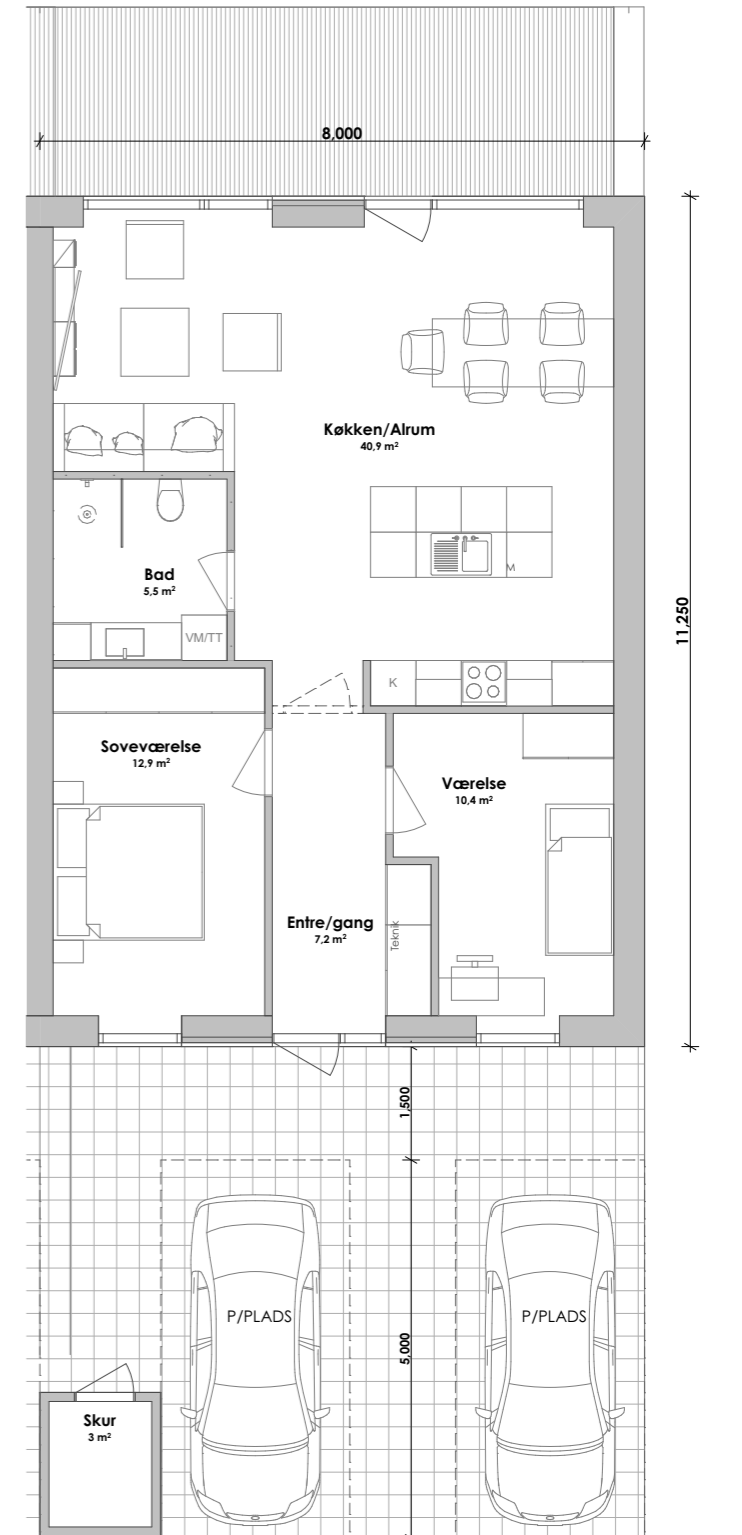 8,000
Køkken/Alrum
40,9 m²
11,250
Bad
5,5 m²
M
VM/TT
K
Soveværelse
12,9 m²
Værelse
10,4 m²
Entre/gang
7,2 m²
Teknik
1,500
P/PLADS
P/PLADS
5,000
Skur
3 m²